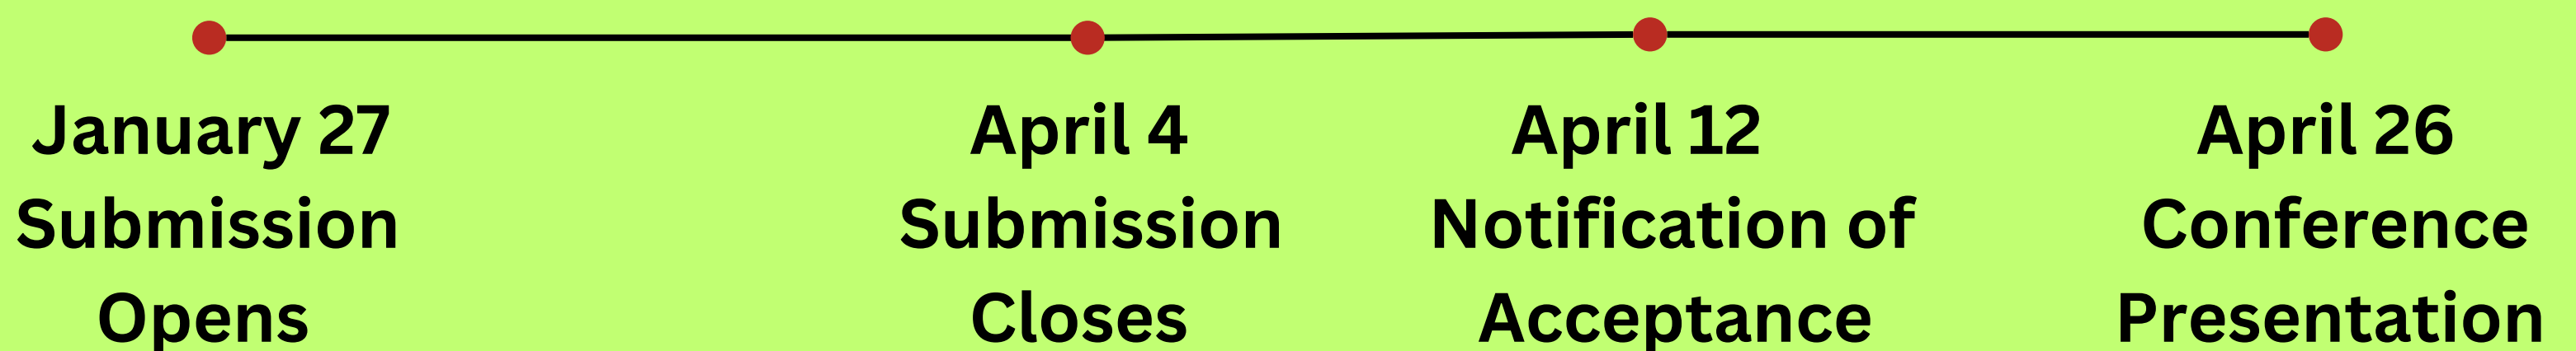 January 27
Submission
Opens
April 4
Submission
Closes
April 12
Notification of
Acceptance
April 26
Conference
Presentation